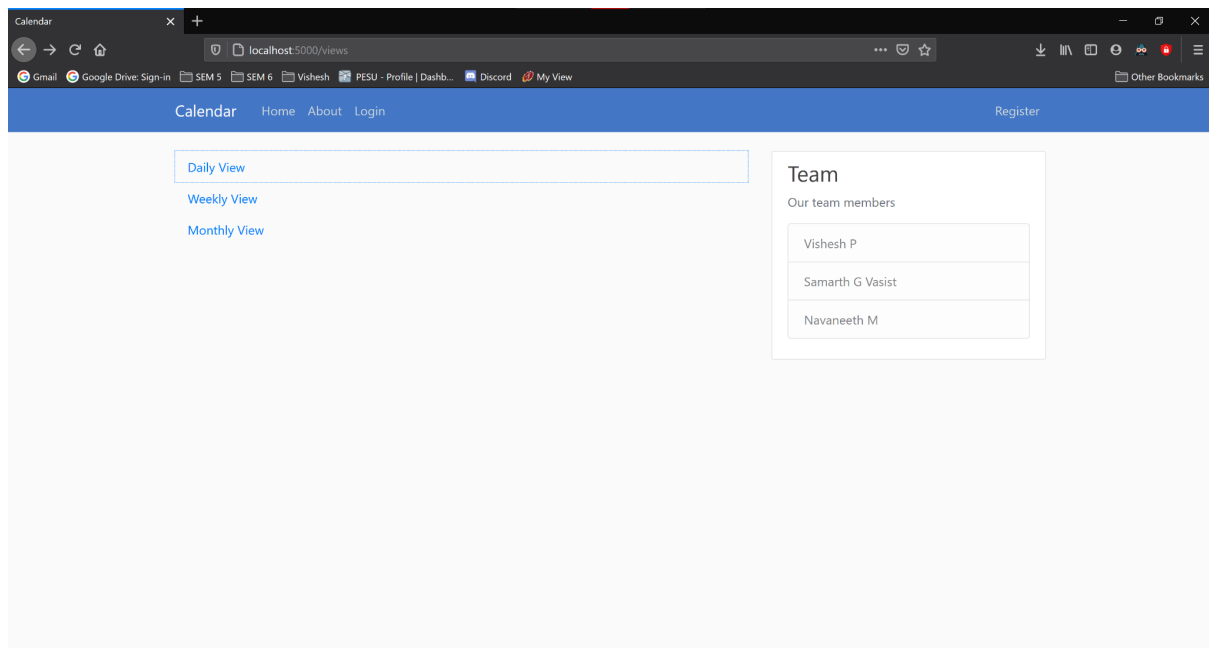 Calendar
localhost:5000/views
Gmail Google Drive: Sign-in SEM 5 SEM 6 Vishesh PESU - Profile | Dashb... Discord My View Other Bookmarks
Calendar Home About Login Register
Daily View
Weekly View
Monthly View
Team
Our team members
Vishesh P
Samarth G Vasist
Navaneeth M